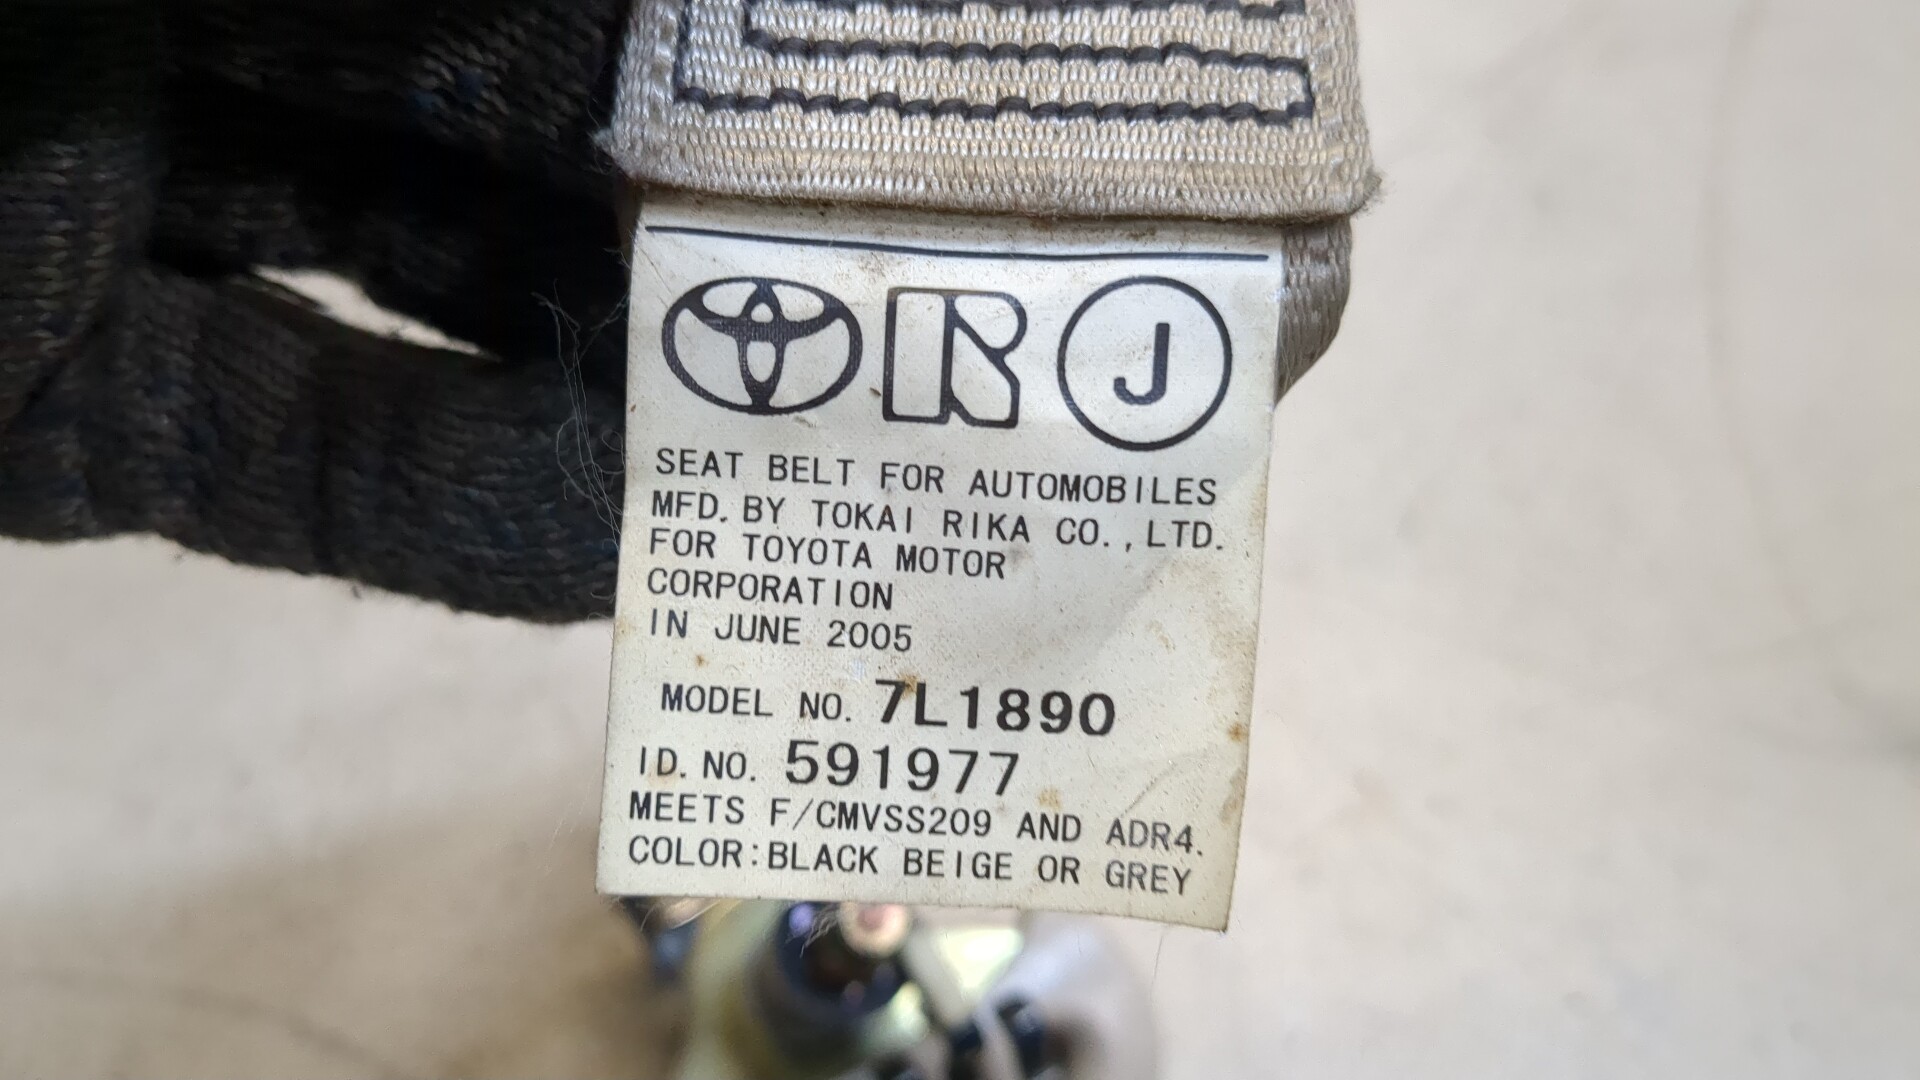 R J
SEAT BELT FOR AUTOMOBILES
MFD. BY TOKAI RIKA CO., LTD.
FOR TOYOTA MOTOR
CORPORATION
IN JUNE 2005
MODEL NO. 7L1890
ID. NO. 591977
MEETS F/CMVSS209 AND ADR4.
COLOR:BLACK BEIGE OR GREY